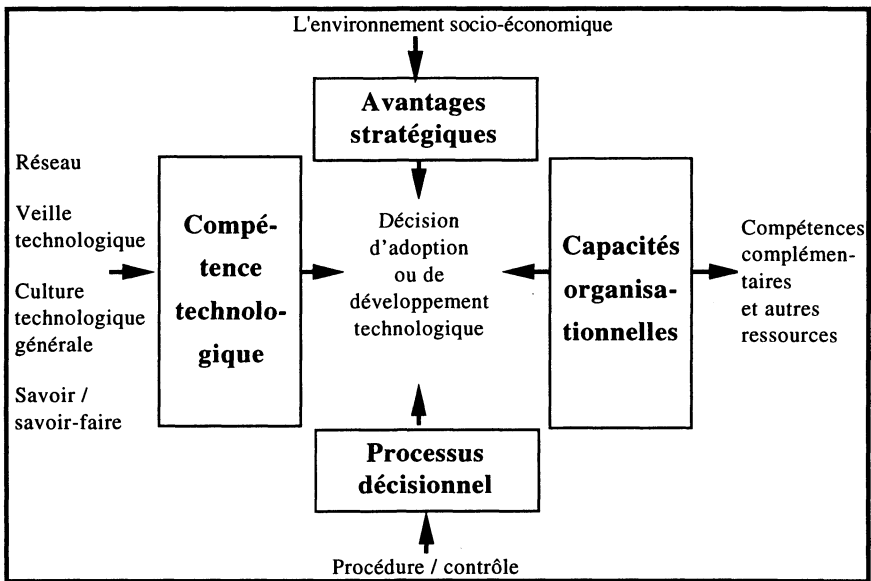 L'environnement socio-économique
Avantages
stratégiques
Réseau
Veille
technologique
Culture
technologique
générale
Savoir /
savoir-faire
Compé-
tence
technolo-
gique
Décision
d'adoption
ou de
développement
technologique
Capacités
organisa-
tionnelles
Compétences
complémen-
taires
et autres
ressources
Processus
décisionnel
Procédure / contrôle